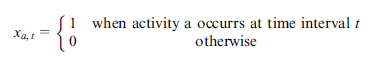 x_{a,t} = { 1 when activity a occurrs at time interval t
0 otherwise